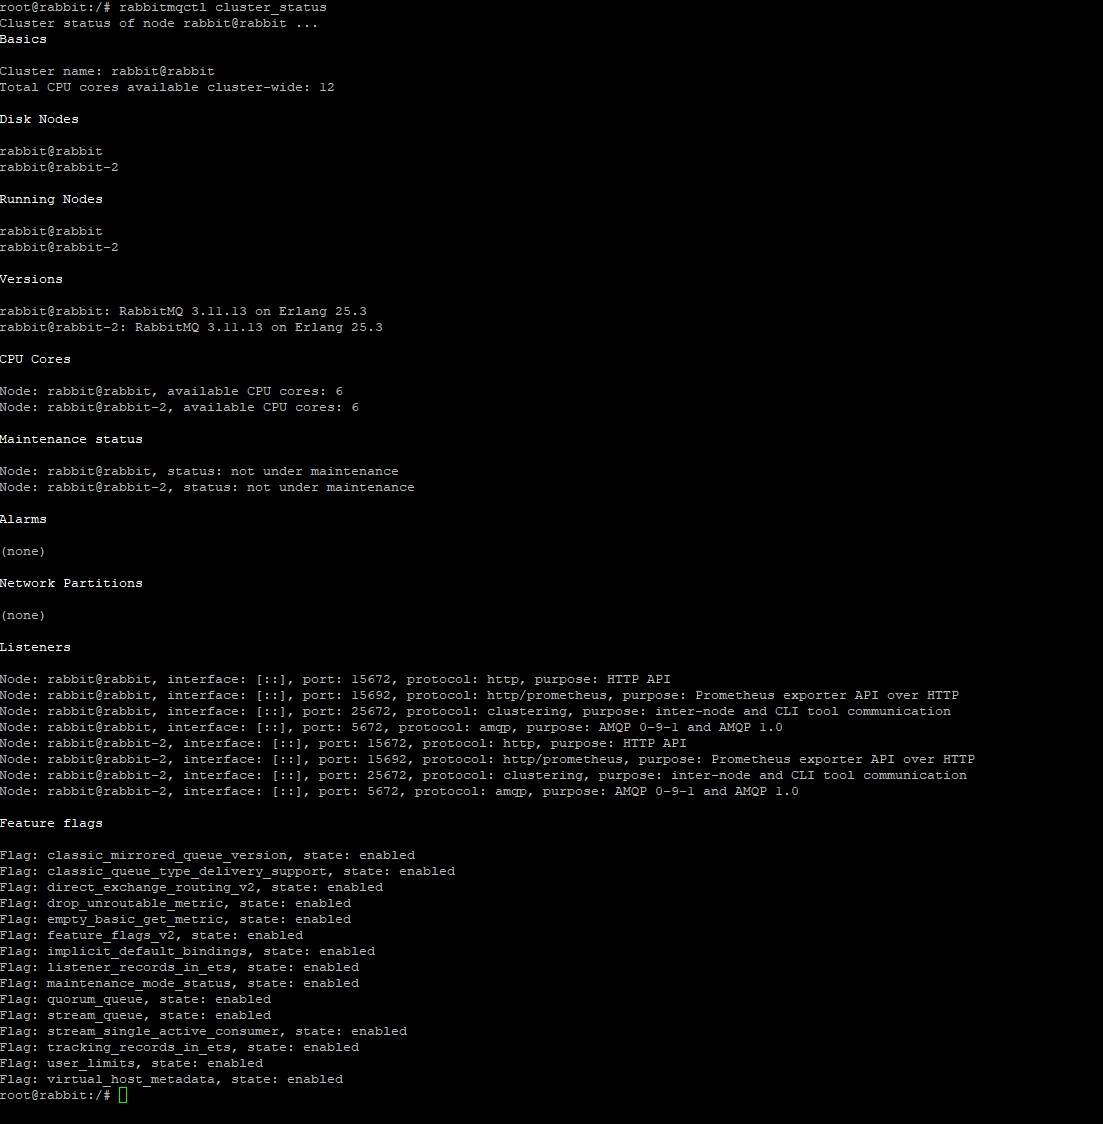 root@rabbit:/# rabbitmqctl cluster_status
Cluster status of node rabbit@rabbit ...
Basics
Cluster name: rabbit@rabbit
Total CPU cores available cluster-wide: 12
Disk Nodes
rabbit@rabbit
rabbit@rabbit-2
Running Nodes
rabbit@rabbit
rabbit@rabbit-2
Versions
rabbit@rabbit: RabbitMQ 3.11.13 on Erlang 25.3
rabbit@rabbit-2: RabbitMQ 3.11.13 on Erlang 25.3
CPU Cores
Node: rabbit@rabbit, available CPU cores: 6
Node: rabbit@rabbit-2, available CPU cores: 6
Maintenance status
Node: rabbit@rabbit, status: not under maintenance
Node: rabbit@rabbit-2, status: not under maintenance
Alarms
(none)
Network Partitions
(none)
Listeners
Node: rabbit@rabbit, interface: [::], port: 15672, protocol: http, purpose: HTTP API
Node: rabbit@rabbit, interface: [::], port: 15692, protocol: http/prometheus, purpose: Prometheus exporter API over HTTP
Node: rabbit@rabbit, interface: [::], port: 25672, protocol: clustering, purpose: inter-node and CLI tool communication
Node: rabbit@rabbit, interface: [::], port: 5672, protocol: amqp, purpose: AMQP 0-9-1 and AMQP 1.0
Node: rabbit@rabbit-2, interface: [::], port: 15672, protocol: http, purpose: HTTP API
Node: rabbit@rabbit-2, interface: [::], port: 15692, protocol: http/prometheus, purpose: Prometheus exporter API over HTTP
Node: rabbit@rabbit-2, interface: [::], port: 25672, protocol: clustering, purpose: inter-node and CLI tool communication
Node: rabbit@rabbit-2, interface: [::], port: 5672, protocol: amqp, purpose: AMQP 0-9-1 and AMQP 1.0
Feature flags
Flag: classic_mirrored_queue_version, state: enabled
Flag: classic_queue_type_delivery_support, state: enabled
Flag: direct_exchange_routing_v2, state: enabled
Flag: drop_unroutable_metric, state: enabled
Flag: empty_basic_get_metric, state: enabled
Flag: feature_flags_v2, state: enabled
Flag: implicit_default_bindings, state: enabled
Flag: listener_records_in_ets, state: enabled
Flag: maintenance_mode_status, state: enabled
Flag: quorum_queue, state: enabled
Flag: stream_queue, state: enabled
Flag: stream_single_active_consumer, state: enabled
Flag: tracking_records_in_ets, state: enabled
Flag: user_limits, state: enabled
Flag: virtual_host_metadata, state: enabled
root@rabbit:/#